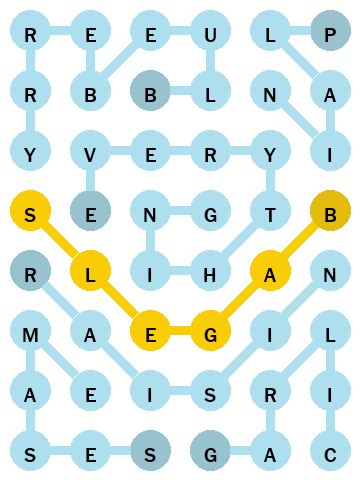 R E E U L P
R B B L N A
Y V E R Y I
S E N G T B
R L I H A N
M A E G I L
A E I S R I
S E S G A C